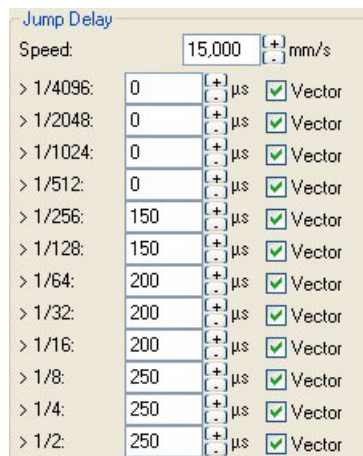 Jump Delay
Speed: 15,000 + - mm/s
> 1/4096: 0 + - µs Vector
> 1/2048: 0 + - µs Vector
> 1/1024: 0 + - µs Vector
> 1/512: 0 + - µs Vector
> 1/256: 150 + - µs Vector
> 1/128: 150 + - µs Vector
> 1/64: 200 + - µs Vector
> 1/32: 200 + - µs Vector
> 1/16: 200 + - µs Vector
> 1/8: 250 + - µs Vector
> 1/4: 250 + - µs Vector
> 1/2: 250 + - µs Vector